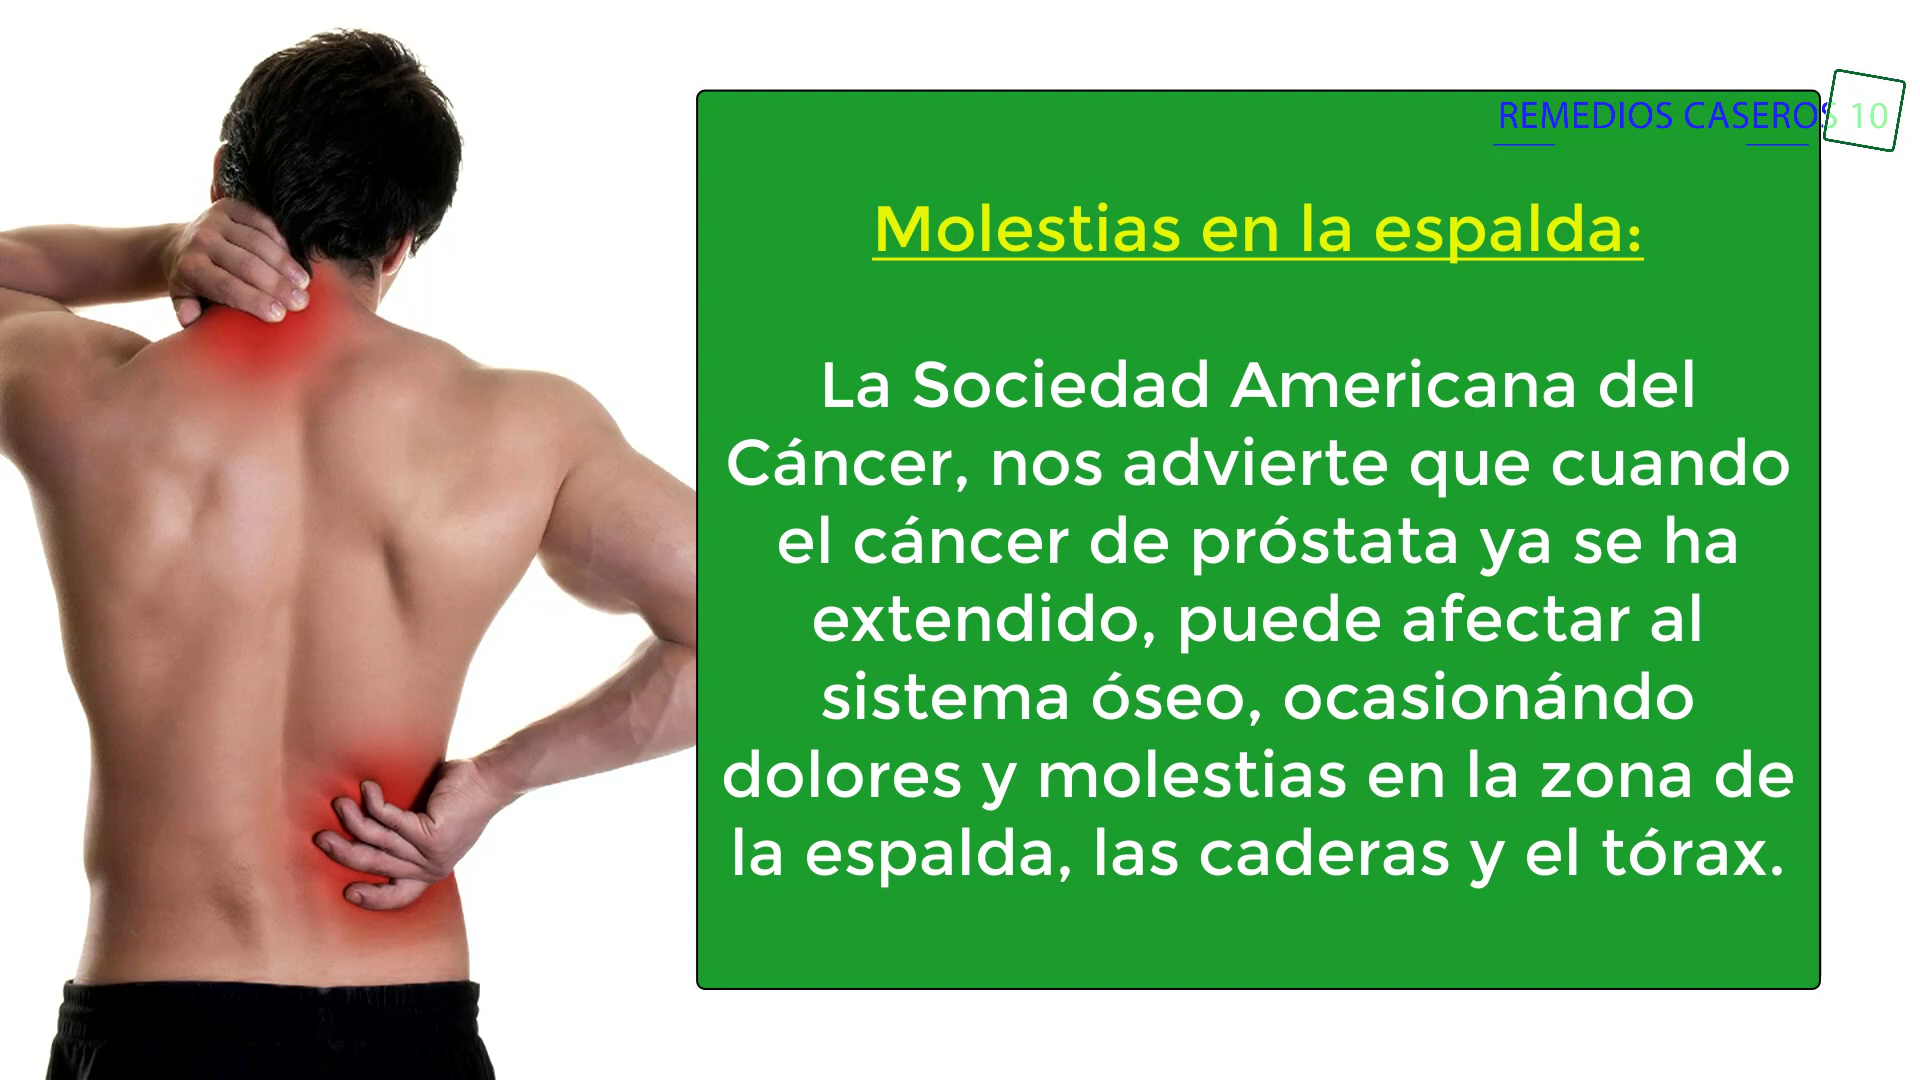 REMEDIOS CASEROS 10
Molestias en la espalda:
La Sociedad Americana del
Cáncer, nos advierte que cuando
el cáncer de próstata ya se ha
extendido, puede afectar al
sistema óseo, ocasionándo
dolores y molestias en la zona de
la espalda, las caderas y el tórax.